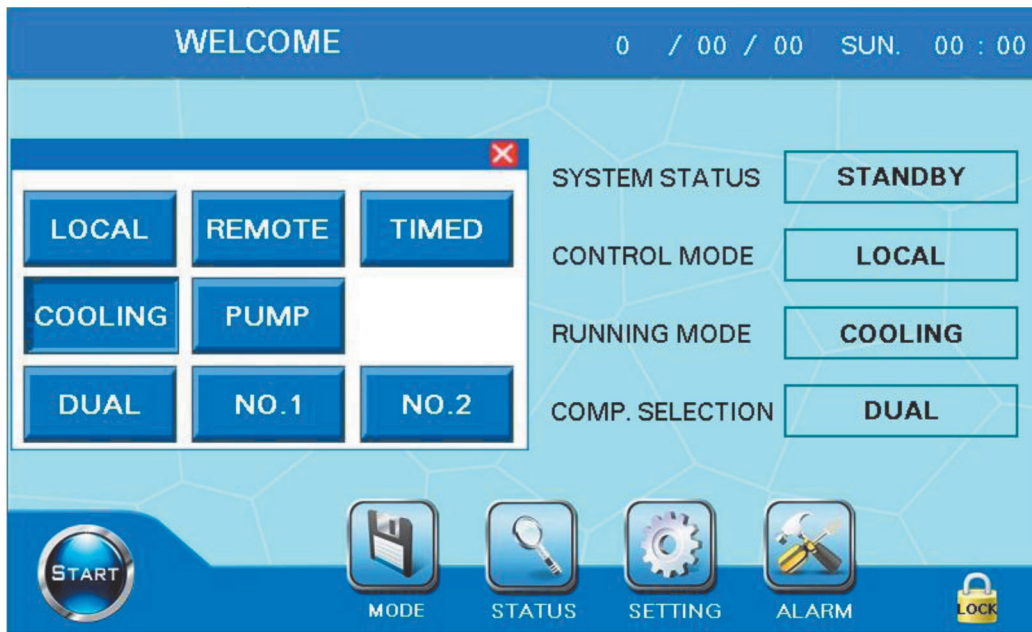 WELCOME 0 / 00 / 00 SUN. 00 : 00
LOCAL REMOTE TIMED
COOLING PUMP
DUAL NO.1 NO.2
SYSTEM STATUS STANDBY
CONTROL MODE LOCAL
RUNNING MODE COOLING
COMP. SELECTION DUAL
START
MODE STATUS SETTING ALARM
LOCK